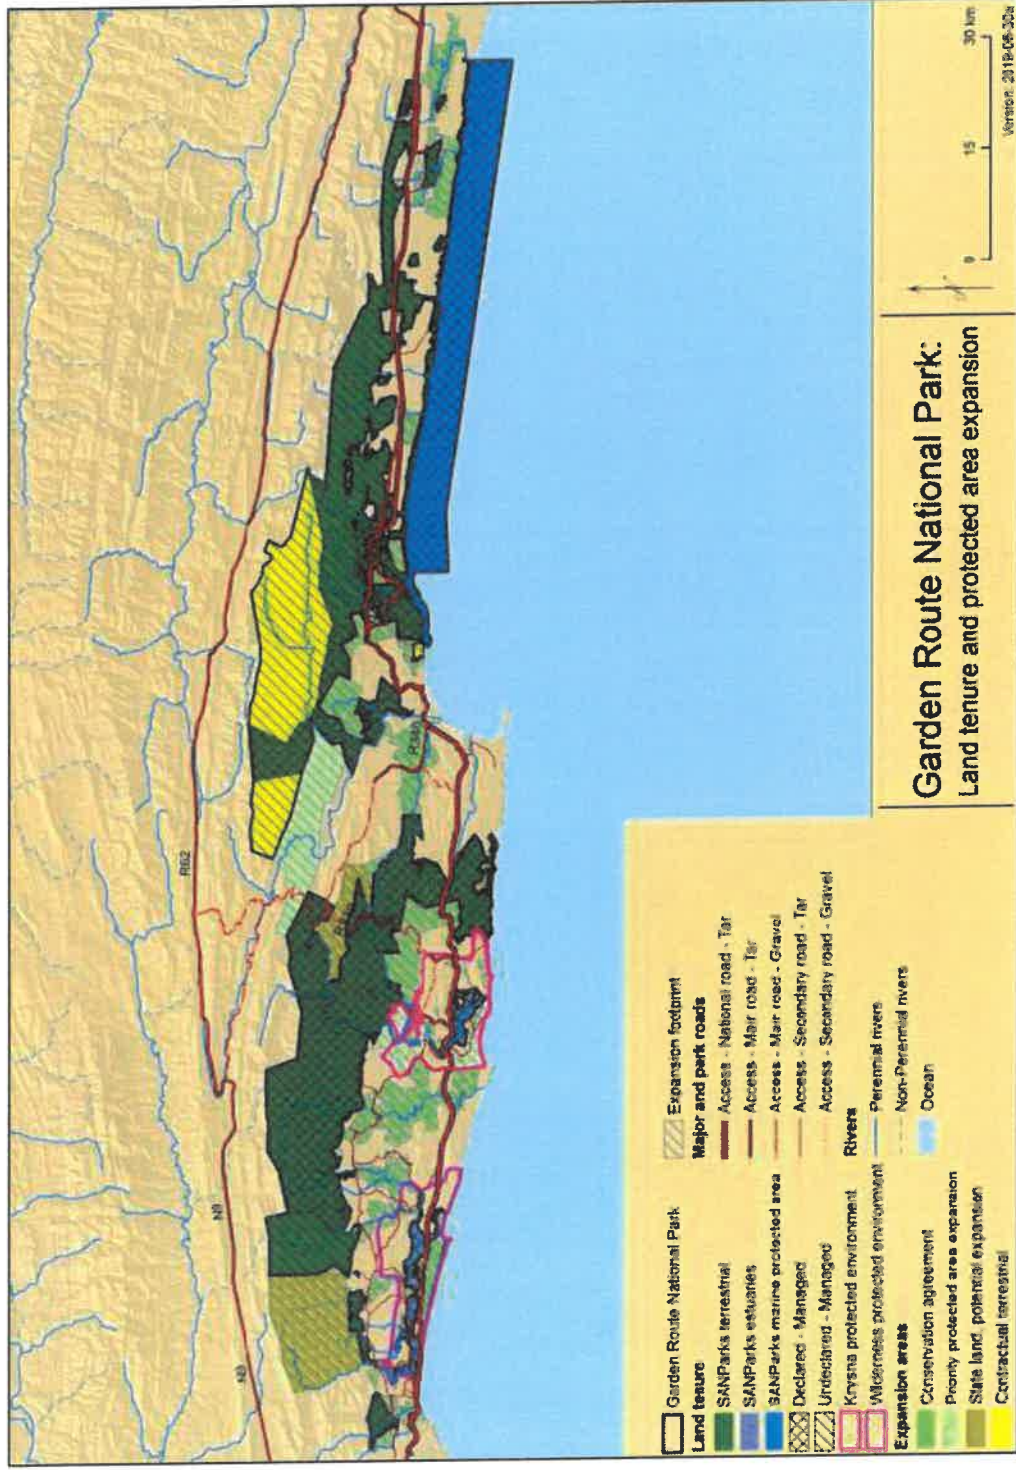 R62
N9
N9
R340
Garden Route National Park
Land tenure
SANParks terrestrial
SANParks estuaries
SANParks marine protected area
Declared - Managed
Undeclared - Managed
Knysna protected environment
Wilderness protected environment
Expansion areas
Conservation agreement
Priority protected area expansion
State land, potential expansion
Contractual terrestrial
Expansion footprint
Major and park roads
Access - National road - Tar
Access - Main road - Tar
Access - Main road - Gravel
Access - Secondary road - Tar
Access - Secondary road - Gravel
Rivers
Perennial rivers
Non-Perennial rivers
Ocean
Garden Route National Park:
Land tenure and protected area expansion
0 15 30 km